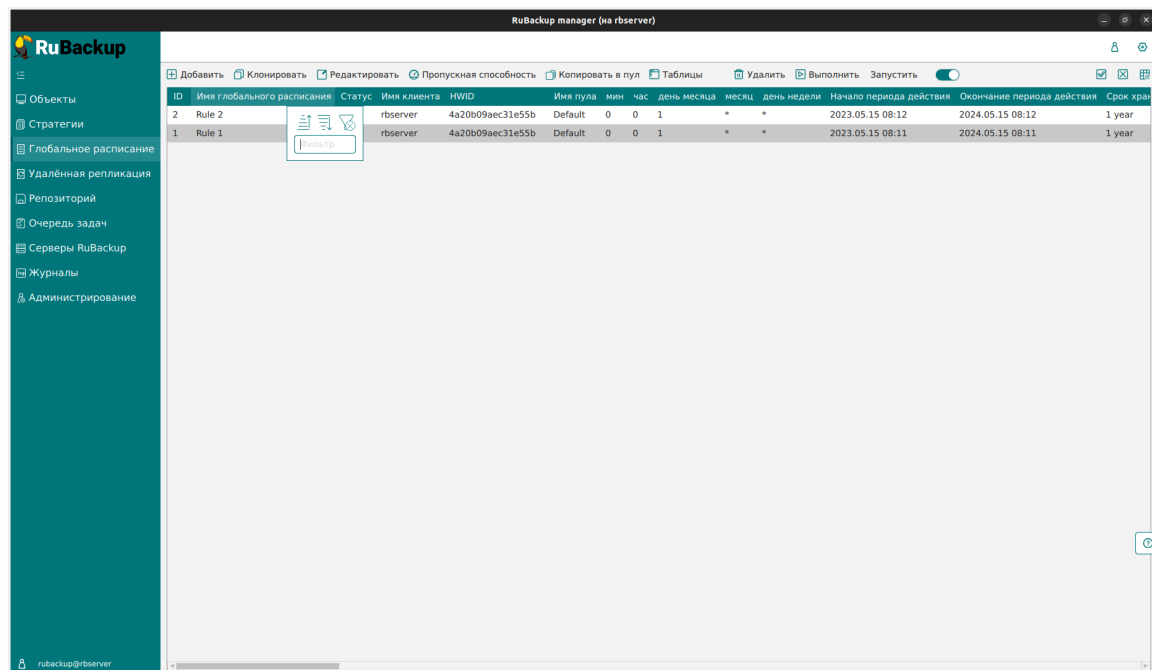 RuBackup manager (на rbserver)
RuBackup
Добавить Клонировать Редактировать Пропускная способность Копировать в пул Таблицы Удалить Выполнить Запустить
ID Имя глобального расписания Статус Имя клиента HWID Имя пула мин час день месяца месяц день недели Начало периода действия Окончание периода действия Срок хран
2 Rule 2 rbserver 4a20b09aec31e55b Default 0 0 1 * * 2023.05.15 08:12 2024.05.15 08:12 1 year
1 Rule 1 rbserver 4a20b09aec31e55b Default 0 0 1 * * 2023.05.15 08:11 2024.05.15 08:11 1 year
Фильтр
Объекты
Стратегии
Глобальное расписание
Удалённая репликация
Репозиторий
Очередь задач
Серверы RuBackup
Журналы
Администрирование
rubackup@rbserver